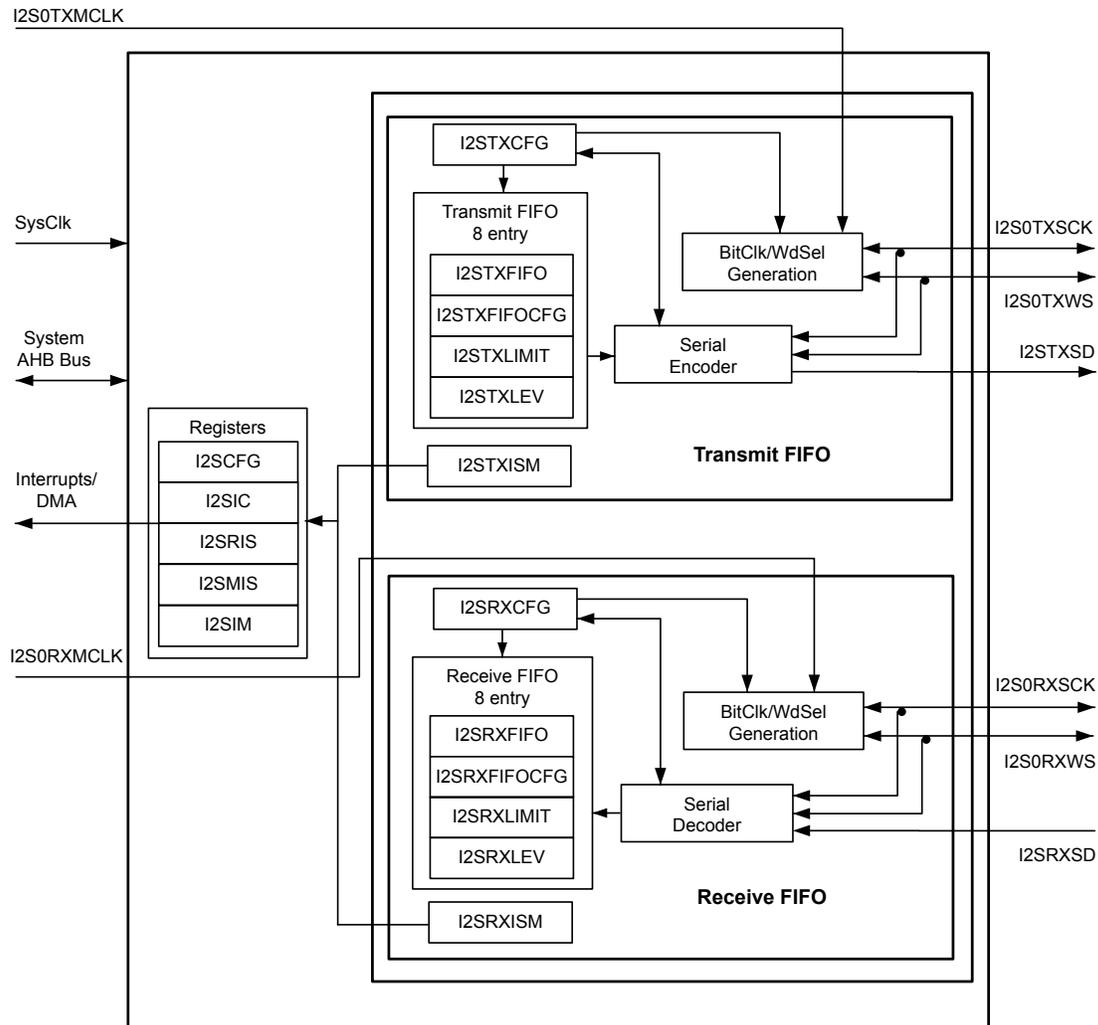 I2S0TXMCLK
I2STXCFG
Transmit FIFO
8 entry
I2STXFIFO
I2STXFIFOCFG
I2STXLIMIT
I2STXLEV
BitClk/WdSel
Generation
Serial
Encoder
I2STXISM
Transmit FIFO
SysClk
System
AHB Bus
Interrupts/
DMA
I2S0RXMCLK
Registers
I2SCFG
I2SIC
I2SRIS
I2SMIS
I2SIM
I2S0TXSCK
I2S0TXWS
I2STXSD
I2SRXCFG
Receive FIFO
8 entry
I2SRXFIFO
I2SRXFIFOCFG
I2SRXLIMIT
I2SRXLEV
BitClk/WdSel
Generation
Serial
Decoder
I2SRXISM
Receive FIFO
I2S0RXSCK
I2S0RXWS
I2SRXSD